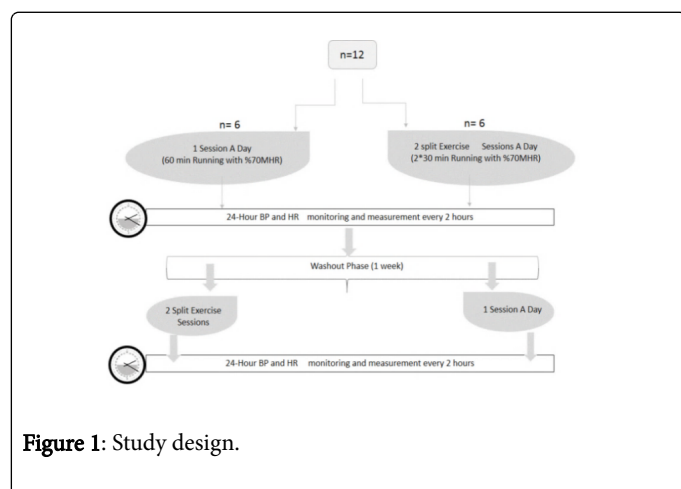 n=12
n= 6
n= 6
1 Session A Day
(60 min Running with %70MHR)
2 split Exercise Sessions A Day
(2*30 min Running with %70MHR)
24-Hour BP and HR monitoring and measurement every 2 hours
Washout Phase (1 week)
2 Split Exercise
Sessions
1 Session A Day
24-Hour BP and HR monitoring and measurement every 2 hours
Figure 1: Study design.